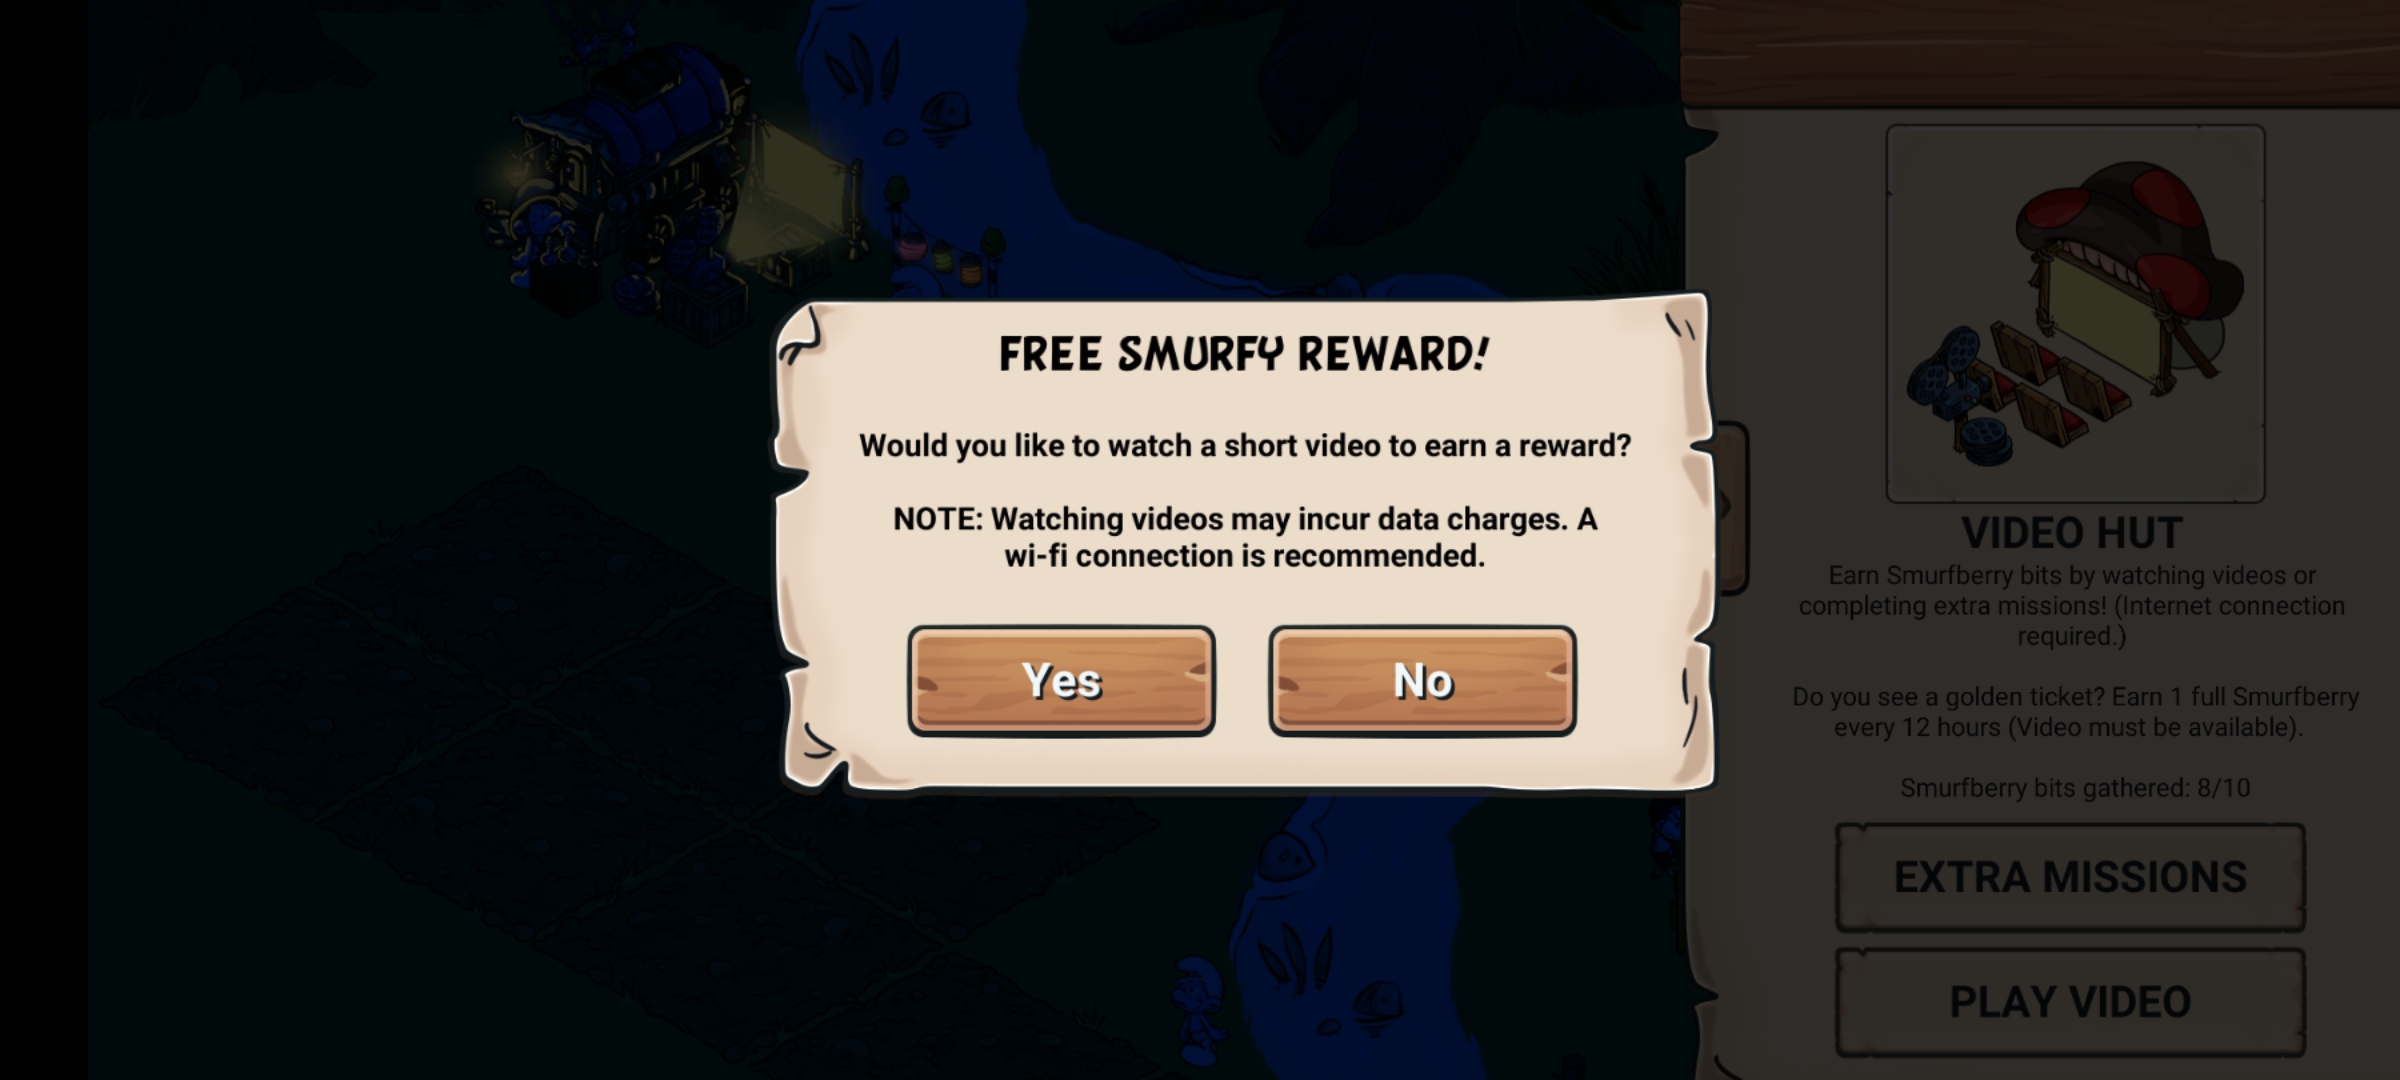 FREE SMURFY REWARD!
Would you like to watch a short video to earn a reward?
NOTE: Watching videos may incur data charges. A
wi-fi connection is recommended.
Yes
No
VIDEO HUT
Earn Smurfberry bits by watching videos or
completing extra missions! (Internet connection
required.)
Do you see a golden ticket? Earn 1 full Smurfberry
every 12 hours (Video must be available).
Smurfberry bits gathered: 8/10
EXTRA MISSIONS
PLAY VIDEO